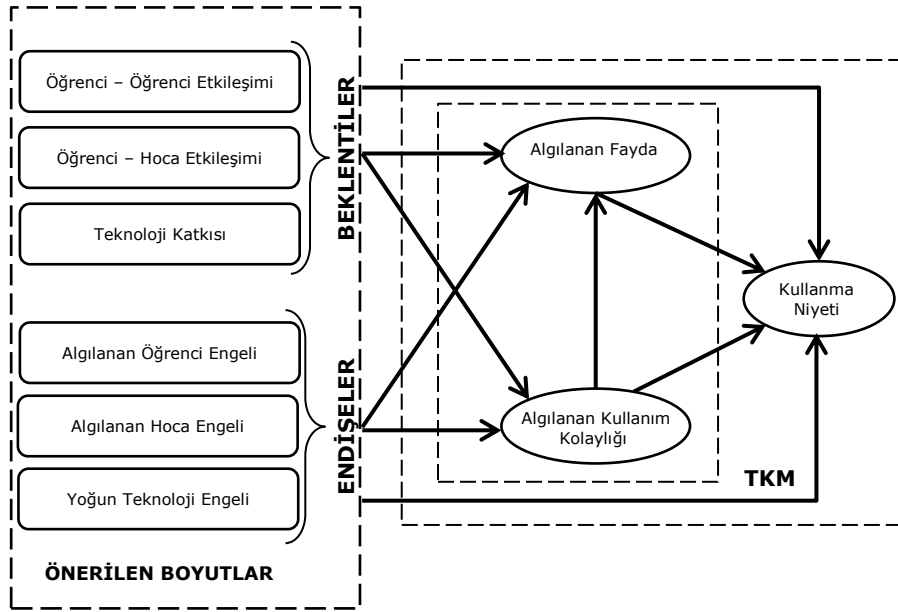 Öğrenci – Öğrenci Etkileşimi
Öğrenci – Hoca Etkileşimi
Teknoloji Katkısı
BEKLENTİLER
Algılanan Öğrenci Engeli
Algılanan Hoca Engeli
Yoğun Teknoloji Engeli
ENDİŞELER
ÖNERİLEN BOYUTLAR
Algılanan Fayda
Algılanan Kullanım
Kolaylığı
Kullanma
Niyeti
TKM